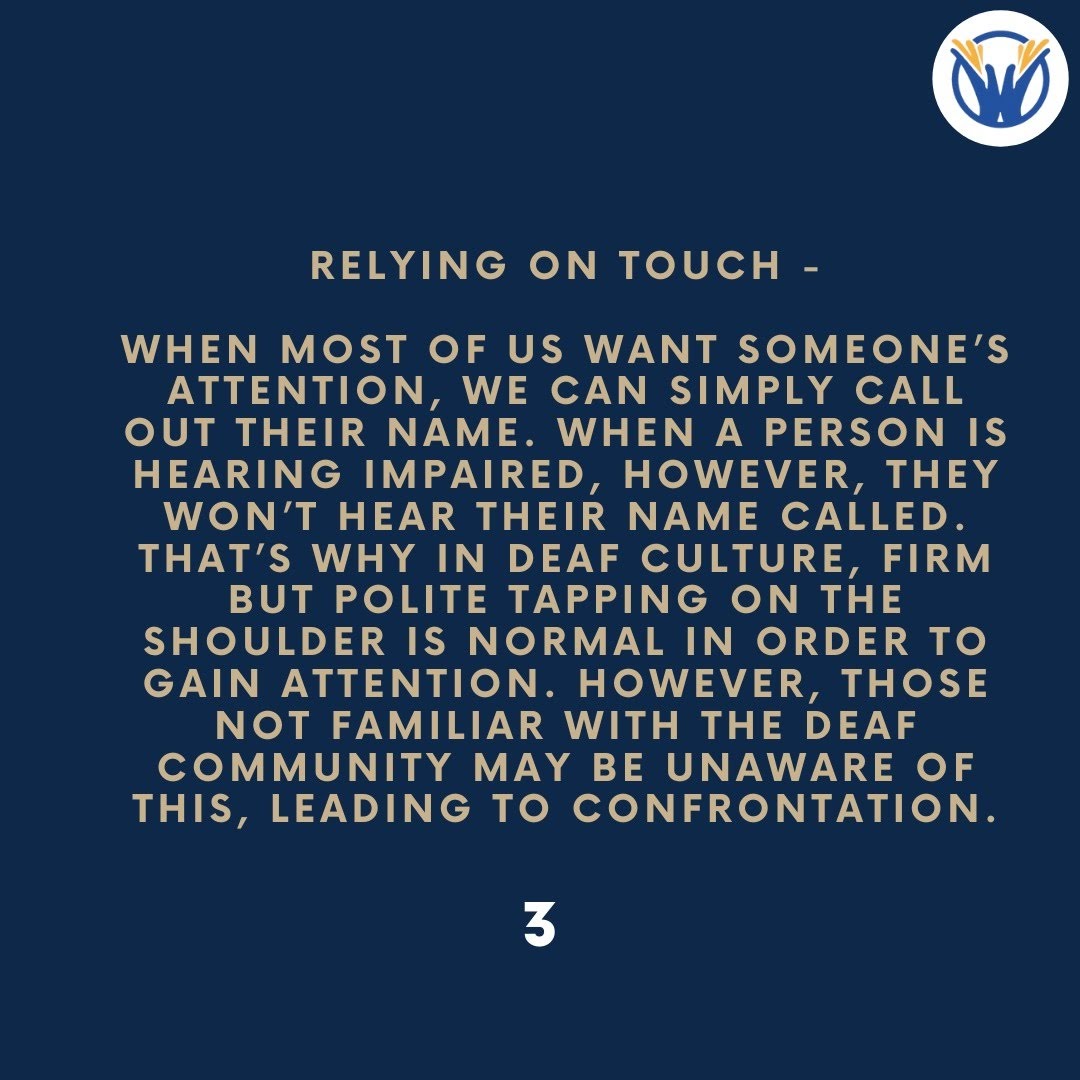 RELYING ON TOUCH -
WHEN MOST OF US WANT SOMEONE'S
ATTENTION, WE CAN SIMPLY CALL
OUT THEIR NAME. WHEN A PERSON IS
HEARING IMPAIRED, HOWEVER, THEY
WON'T HEAR THEIR NAME CALLED.
THAT'S WHY IN DEAF CULTURE, FIRM
BUT POLITE TAPPING ON THE
SHOULDER IS NORMAL IN ORDER TO
GAIN ATTENTION. HOWEVER, THOSE
NOT FAMILIAR WITH THE DEAF
COMMUNITY MAY BE UNAWARE OF
THIS, LEADING TO CONFRONTATION.
3